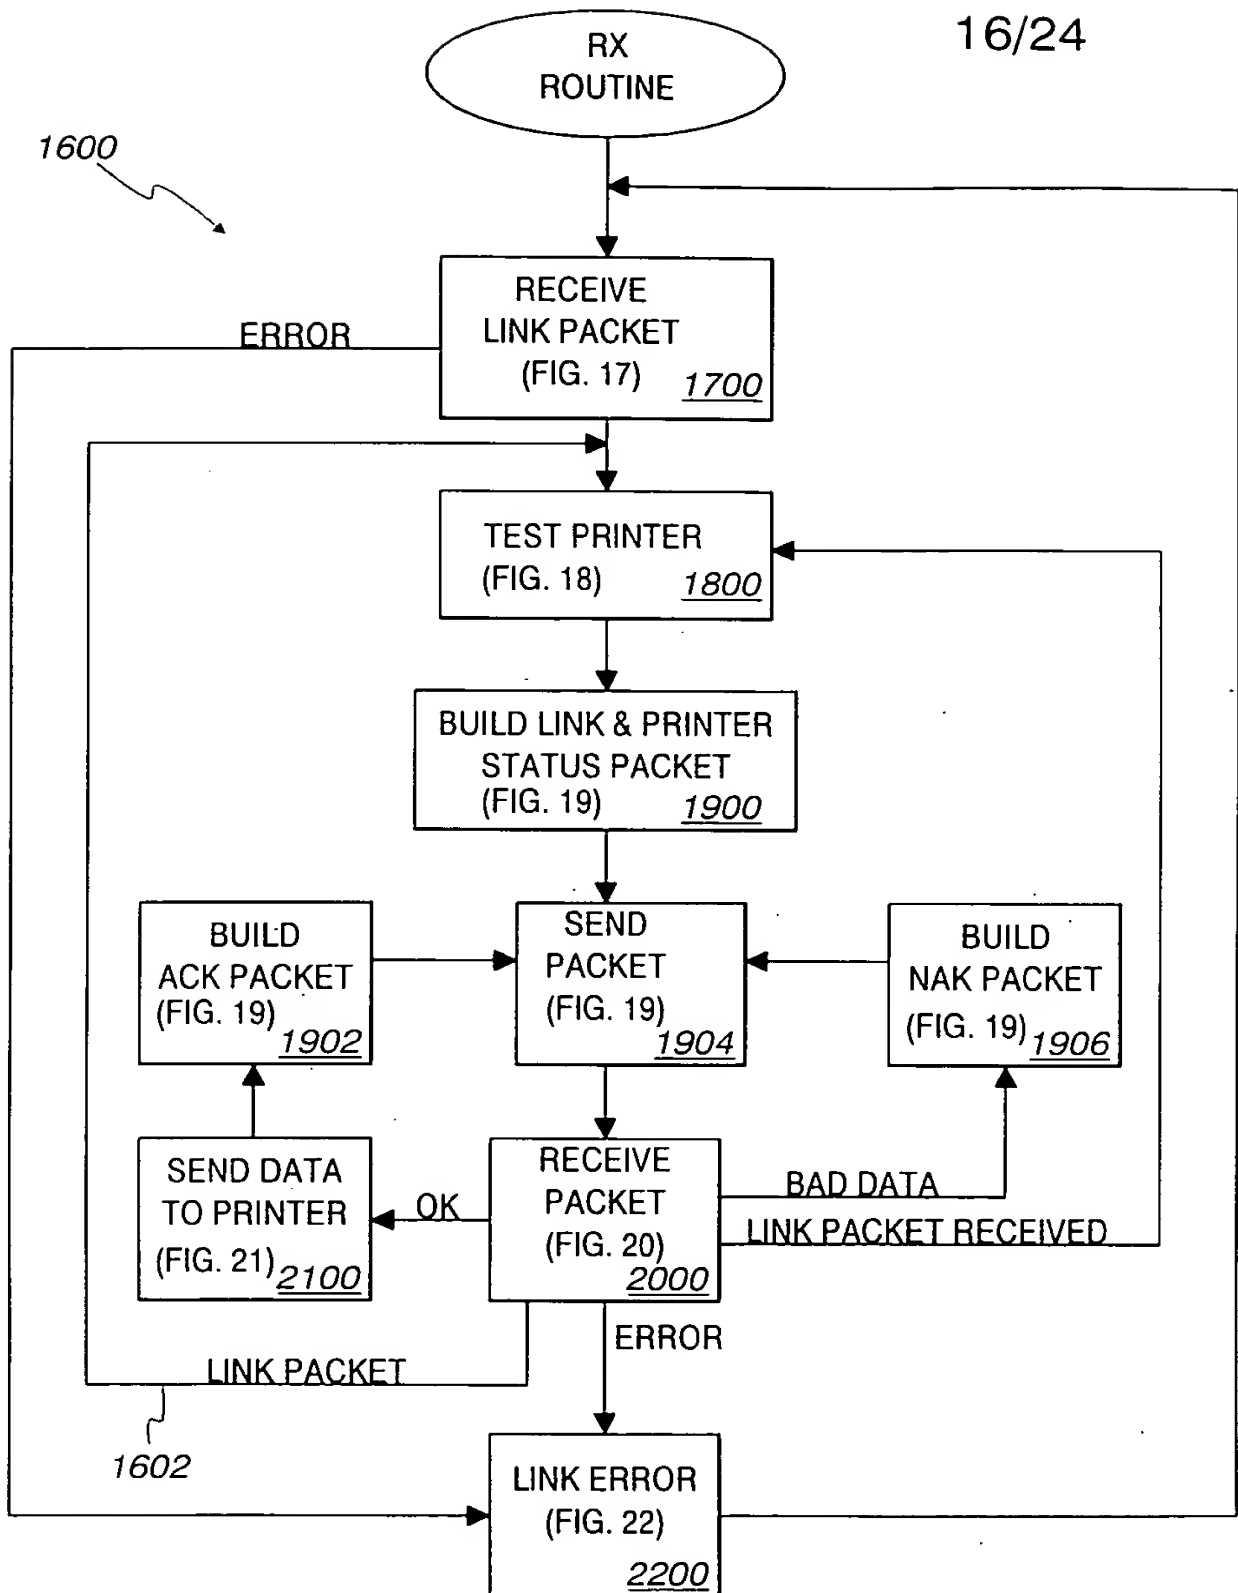 16/24
RX
ROUTINE
1600
RECEIVE
LINK PACKET
(FIG. 17)
1700
ERROR
TEST PRINTER
(FIG. 18)
1800
BUILD LINK & PRINTER
STATUS PACKET
(FIG. 19)
1900
BUILD
ACK PACKET
(FIG. 19)
1902
SEND
PACKET
(FIG. 19)
1904
BUILD
NAK PACKET
(FIG. 19)
1906
SEND DATA
TO PRINTER
(FIG. 21)
2100
OK
RECEIVE
PACKET
(FIG. 20)
2000
BAD DATA
LINK PACKET RECEIVED
ERROR
LINK PACKET
1602
LINK ERROR
(FIG. 22)
2200